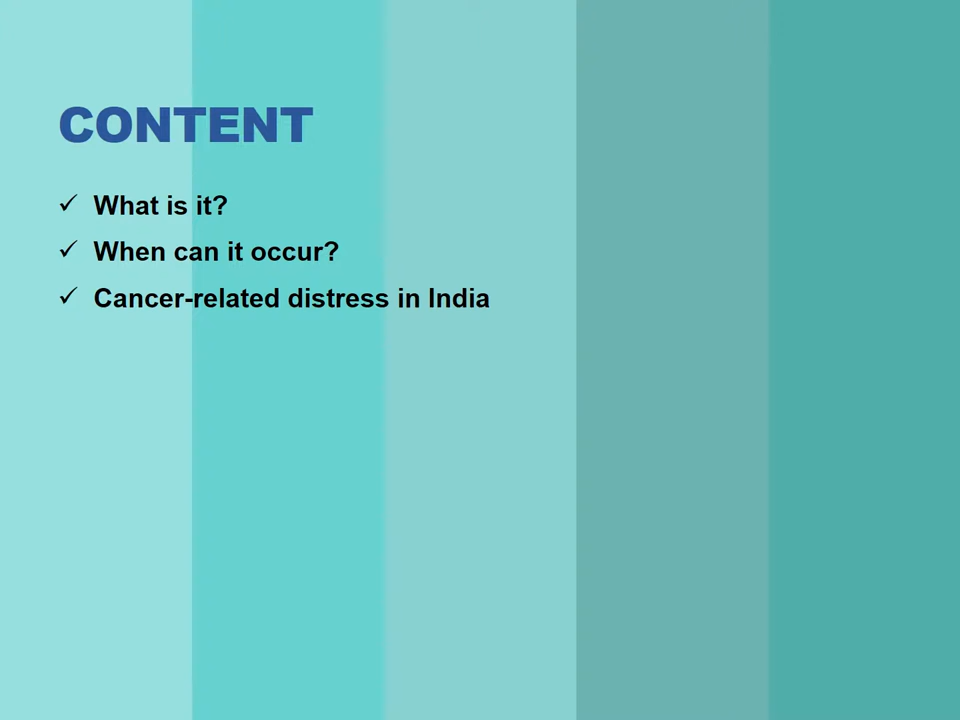 CONTENT
✓ What is it?
✓ When can it occur?
✓ Cancer-related distress in India